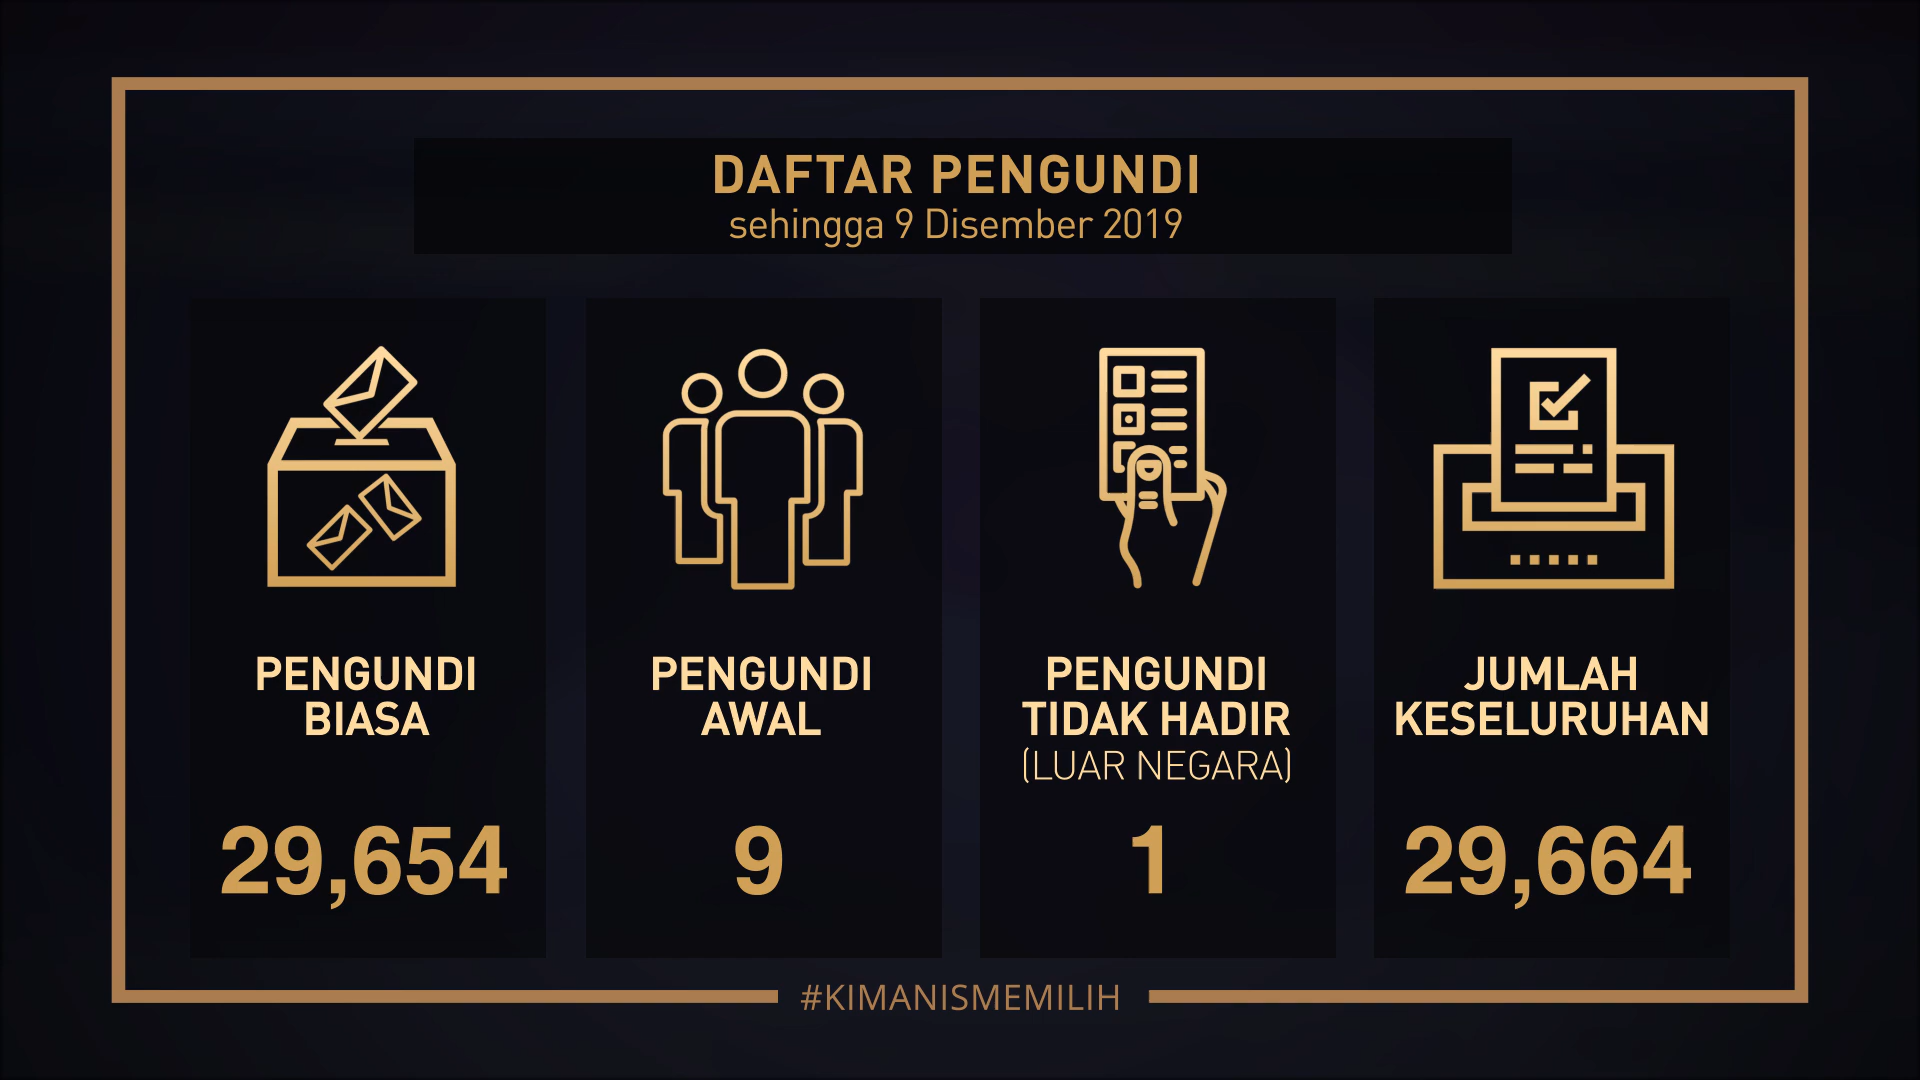 DAFTAR PENGUNDI
sehingga 9 Disember 2019
PENGUNDI
BIASA
29,654
PENGUNDI
AWAL
9
PENGUNDI
TIDAK HADIR
(LUAR NEGARA)
1
JUMLAH
KESELURUHAN
29,664
#KIMANISMEMILIH